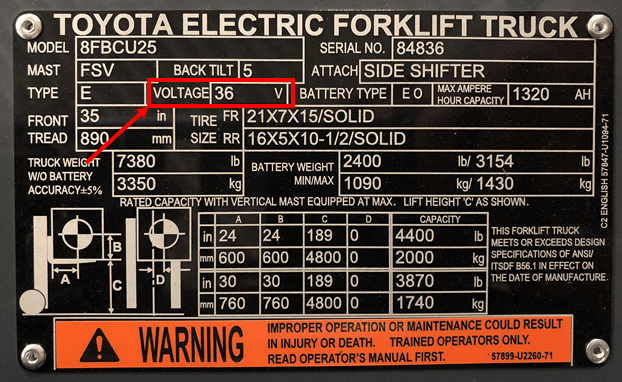 TOYOTA ELECTRIC FORKLIFT TRUCK
MODEL 8FBCU25 SERIAL NO. 84836
MAST FSV BACK TILT 5 ATTACH SIDE SHIFTER
TYPE E VOLTAGE 36 V BATTERY TYPE E O MAX AMPERE HOUR CAPACITY 1320 AH
FRONT TREAD 35 in TIRE SIZE FR 21X7X15/SOLID
890 mm RR 16X5X10-1/2/SOLID
TRUCK WEIGHT W/O BATTERY ACCURACY±5% 7380 lb BATTERY WEIGHT MIN/MAX 2400 lb/ 3154 lb
3350 kg 1090 kg/ 1430 kg
RATED CAPACITY WITH VERTICAL MAST EQUIPPED AT MAX. LIFT HEIGHT 'C' AS SHOWN.
A B C D CAPACITY
in 24 24 189 0 4400 lb
mm 600 600 4800 0 2000 kg
in 30 30 189 0 3870 lb
mm 760 760 4800 0 1740 kg
A B C D
THIS FORKLIFT TRUCK
MEETS OR EXCEEDS DESIGN
SPECIFICATIONS OF ANSI/
ITSDF B56.1 IN EFFECT ON
THE DATE OF MANUFACTURE.
C2 ENGLISH 57847-U1094-71
WARNING
IMPROPER OPERATION OR MAINTENANCE COULD RESULT
IN INJURY OR DEATH. TRAINED OPERATORS ONLY.
READ OPERATOR'S MANUAL FIRST. 57899-U2260-71